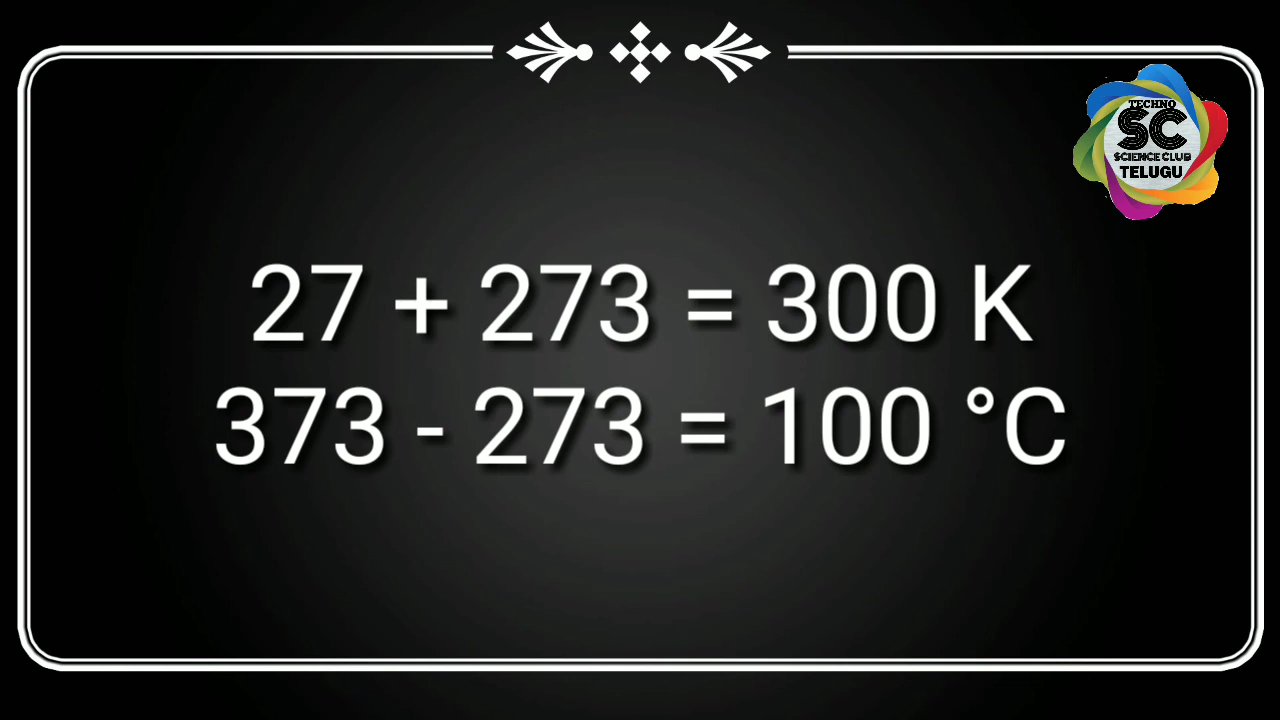 TECHNO
SC
SCIENCE CLUB
TELUGU
27 + 273 = 300 K
373 - 273 = 100 °C